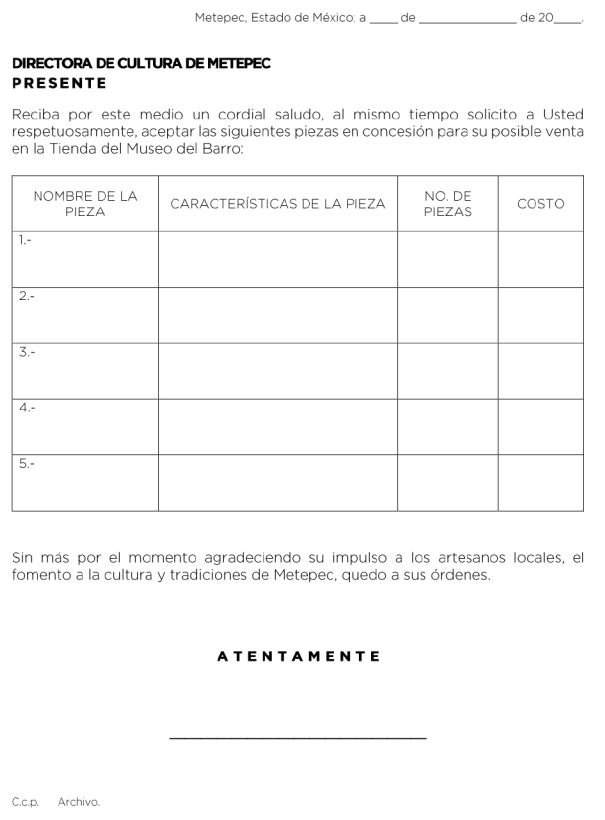 Metepec, Estado de México; a ____ de ______________ de 20____.
DIRECTORA DE CULTURA DE METEPEC
PRESENTE
Reciba por este medio un cordial saludo, al mismo tiempo solicito a Usted
respetuosamente, aceptar las siguientes piezas en concesión para su posible venta
en la Tienda del Museo del Barro:
NOMBRE DE LA
PIEZA
CARACTERÍSTICAS DE LA PIEZA
NO. DE
PIEZAS
COSTO
1.-
2.-
3.-
4.-
5.-
Sin más por el momento agradeciendo su impulso a los artesanos locales, el
fomento a la cultura y tradiciones de Metepec, quedo a sus órdenes.
ATENTAMENTE
______________________________
C.c.p. Archivo.